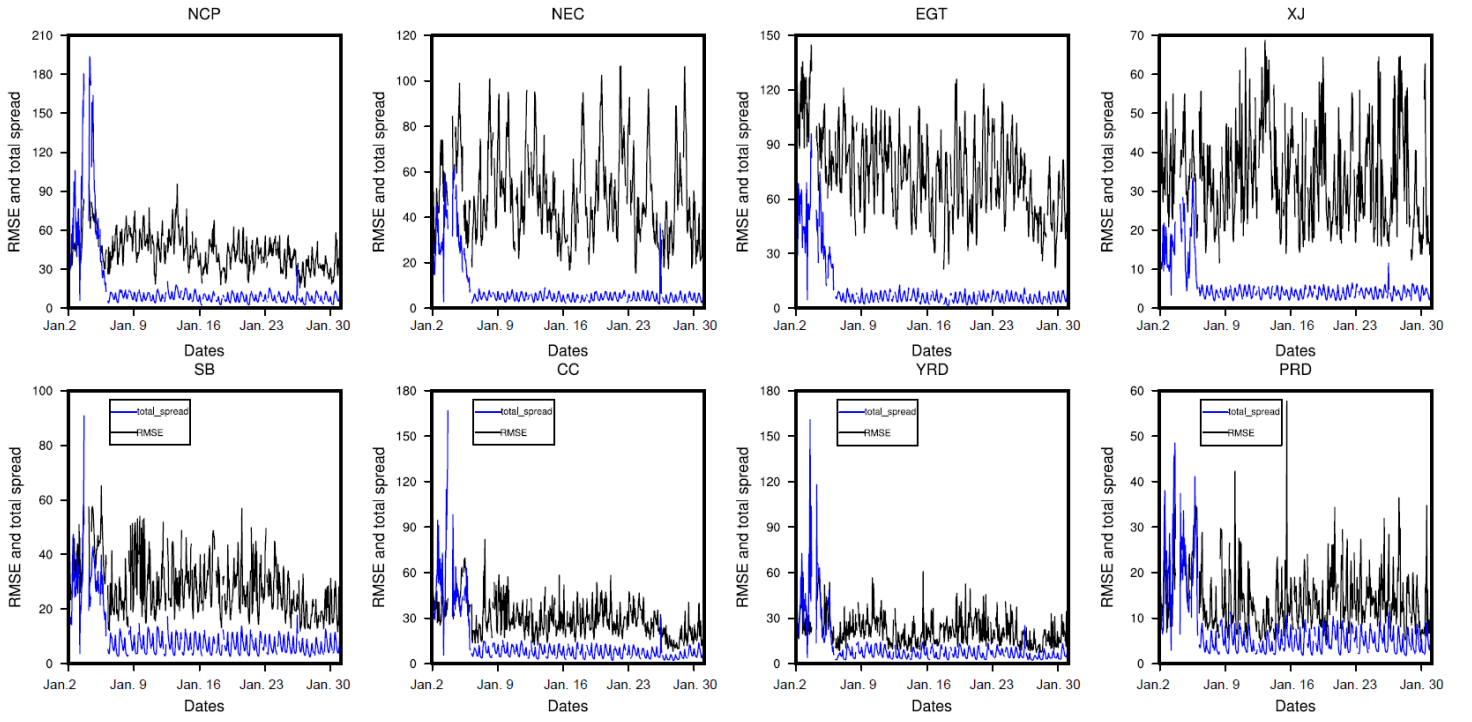 NCP
NEC
EGT
XJ
RMSE and total spread
210
180
150
120
90
60
30
0
Jan.2
Jan. 9
Jan. 16
Jan. 23
Jan. 30
Dates
RMSE and total spread
120
100
80
60
40
20
0
Jan.2
Jan. 9
Jan. 16
Jan. 23
Jan. 30
Dates
RMSE and total spread
150
120
90
60
30
0
Jan.2
Jan. 9
Jan. 16
Jan. 23
Jan. 30
Dates
RMSE and total spread
70
60
50
40
30
20
10
0
Jan.2
Jan. 9
Jan. 16
Jan. 23
Jan. 30
Dates
SB
CC
YRD
PRD
RMSE and total spread
100
80
60
40
20
0
total_spread
RMSE
Jan.2
Jan. 9
Jan. 16
Jan. 23
Jan. 30
Dates
RMSE and total spread
180
150
120
90
60
30
0
total_spread
RMSE
Jan.2
Jan. 9
Jan. 16
Jan. 23
Jan. 30
Dates
RMSE and total spread
180
150
120
90
60
30
0
total_spread
RMSE
Jan.2
Jan. 9
Jan. 16
Jan. 23
Jan. 30
Dates
RMSE and total spread
60
50
40
30
20
10
0
total_spread
RMSE
Jan.2
Jan. 9
Jan. 16
Jan. 23
Jan. 30
Dates